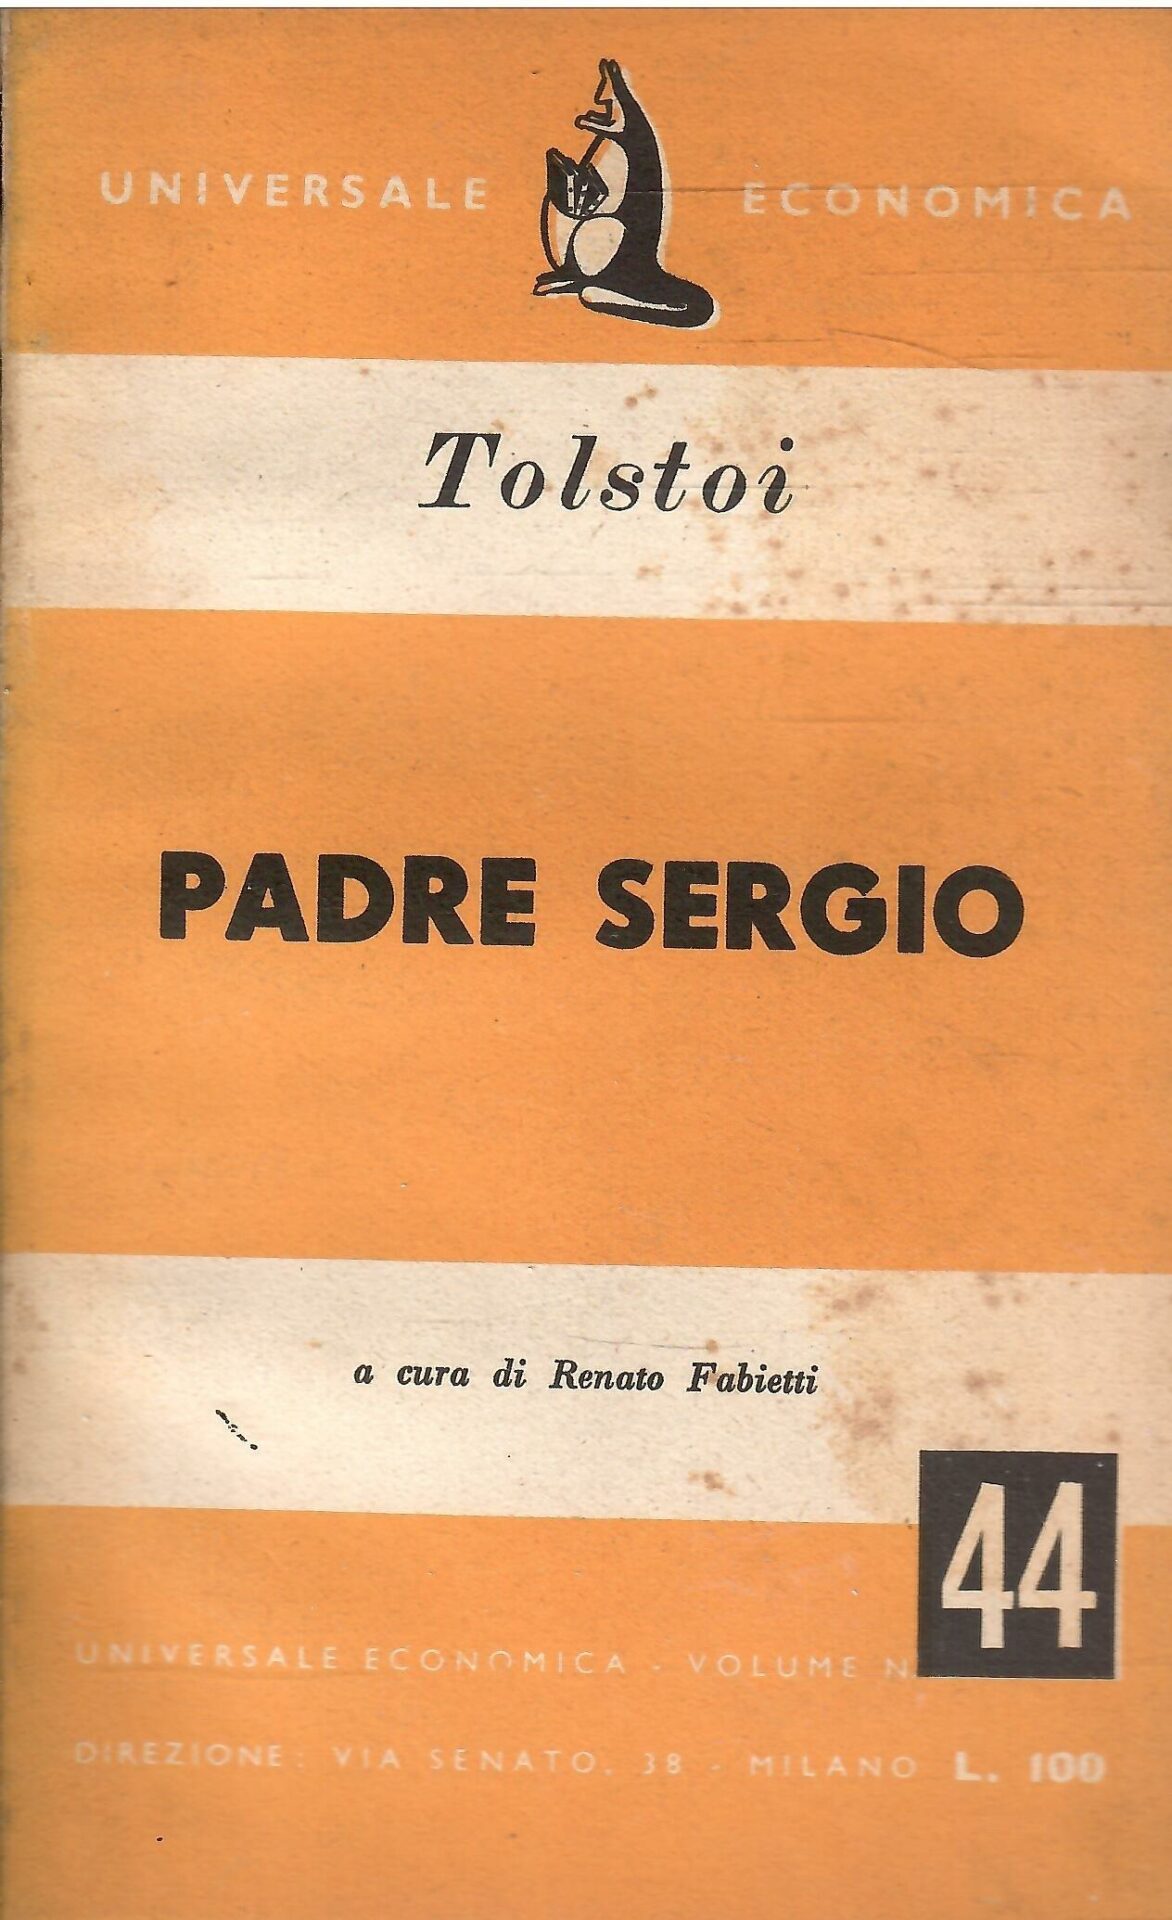 UNIVERSALE ECONOMICA
Tolstoi
PADRE SERGIO
a cura di Renato Fabietti
44
UNIVERSALE ECONOMICA - VOLUME N.
DIREZIONE: VIA SENATO, 38 - MILANO L. 100